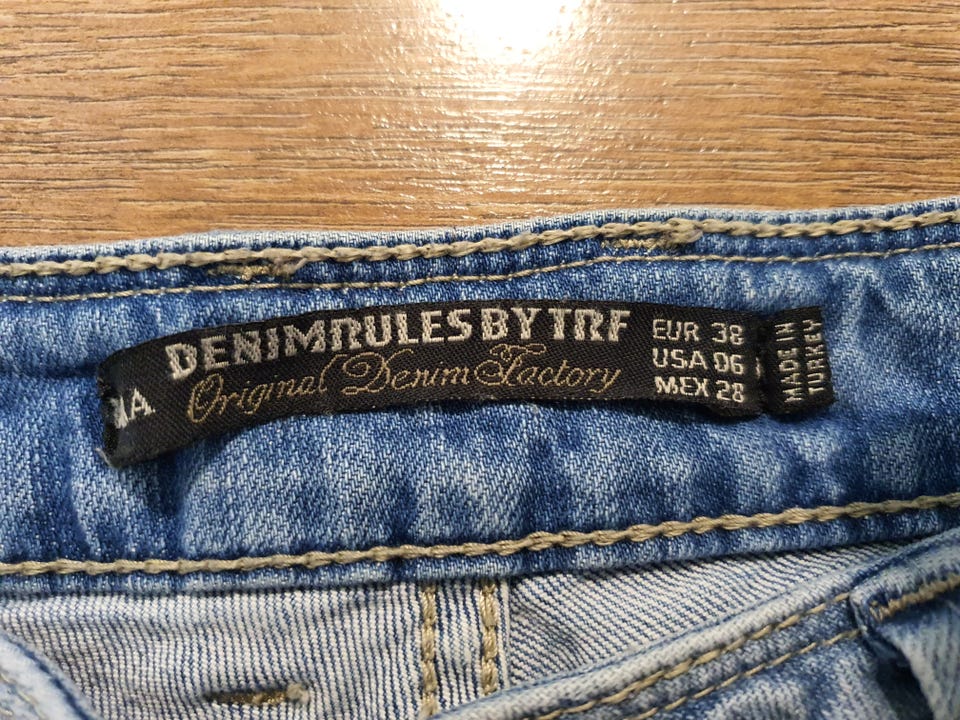 DENIMRULES BY TRF
Original Denim Factory
EUR 38
USA 06
MEX 28
MADE IN
TURKEY